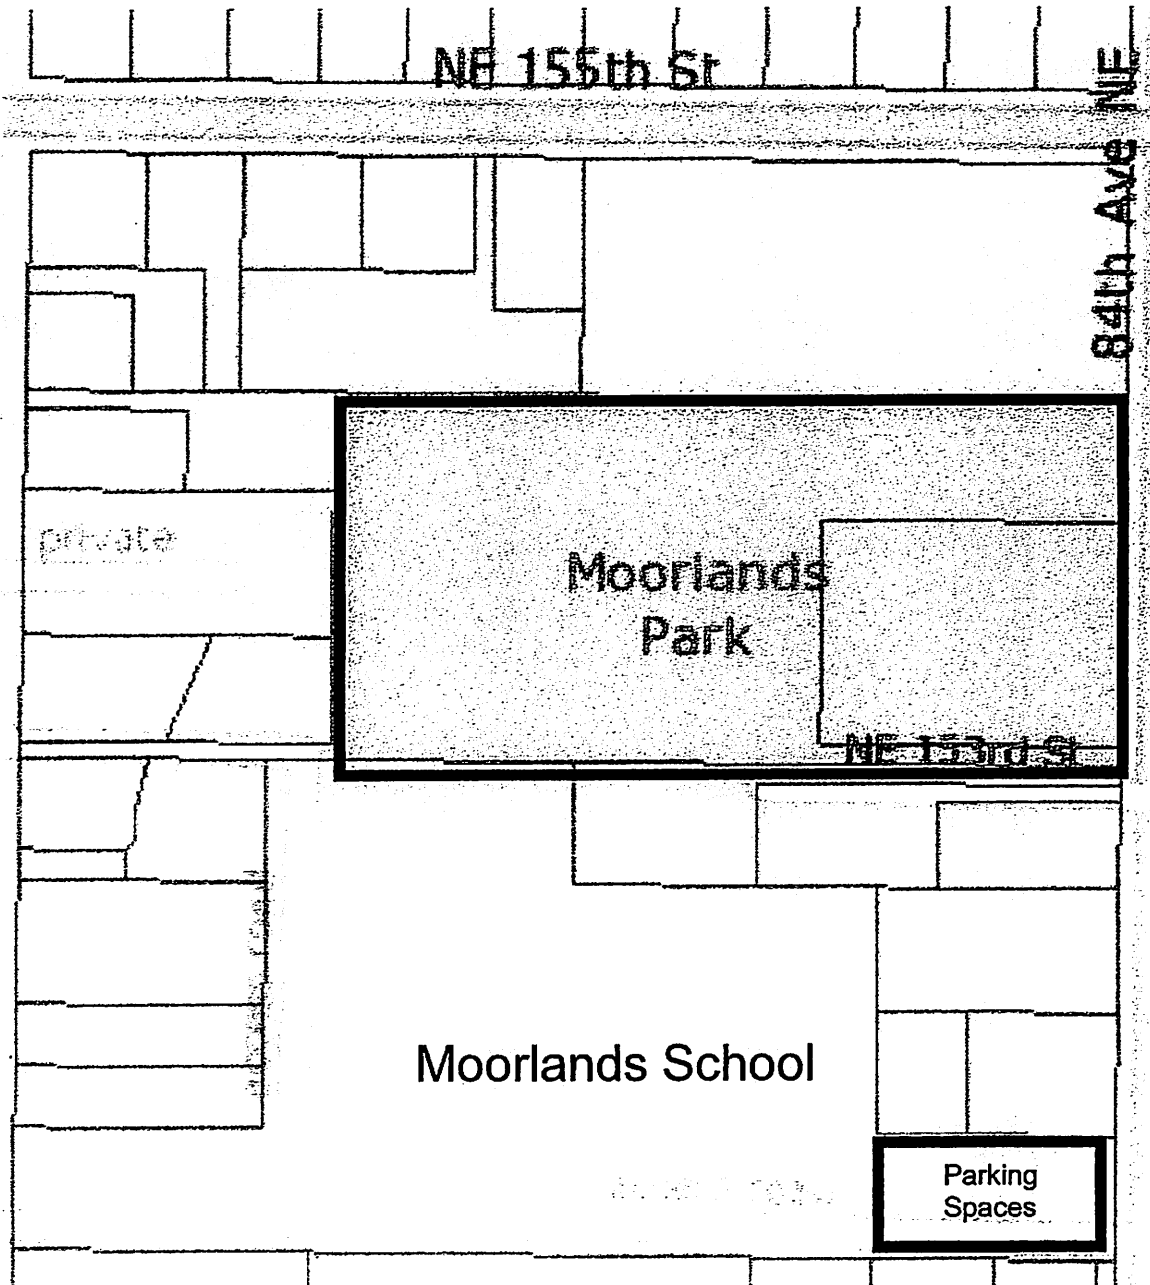 NE 155th St
84th Ave NE
private
Moorlands
Park
NE 153rd St
Moorlands School
Parking
Spaces